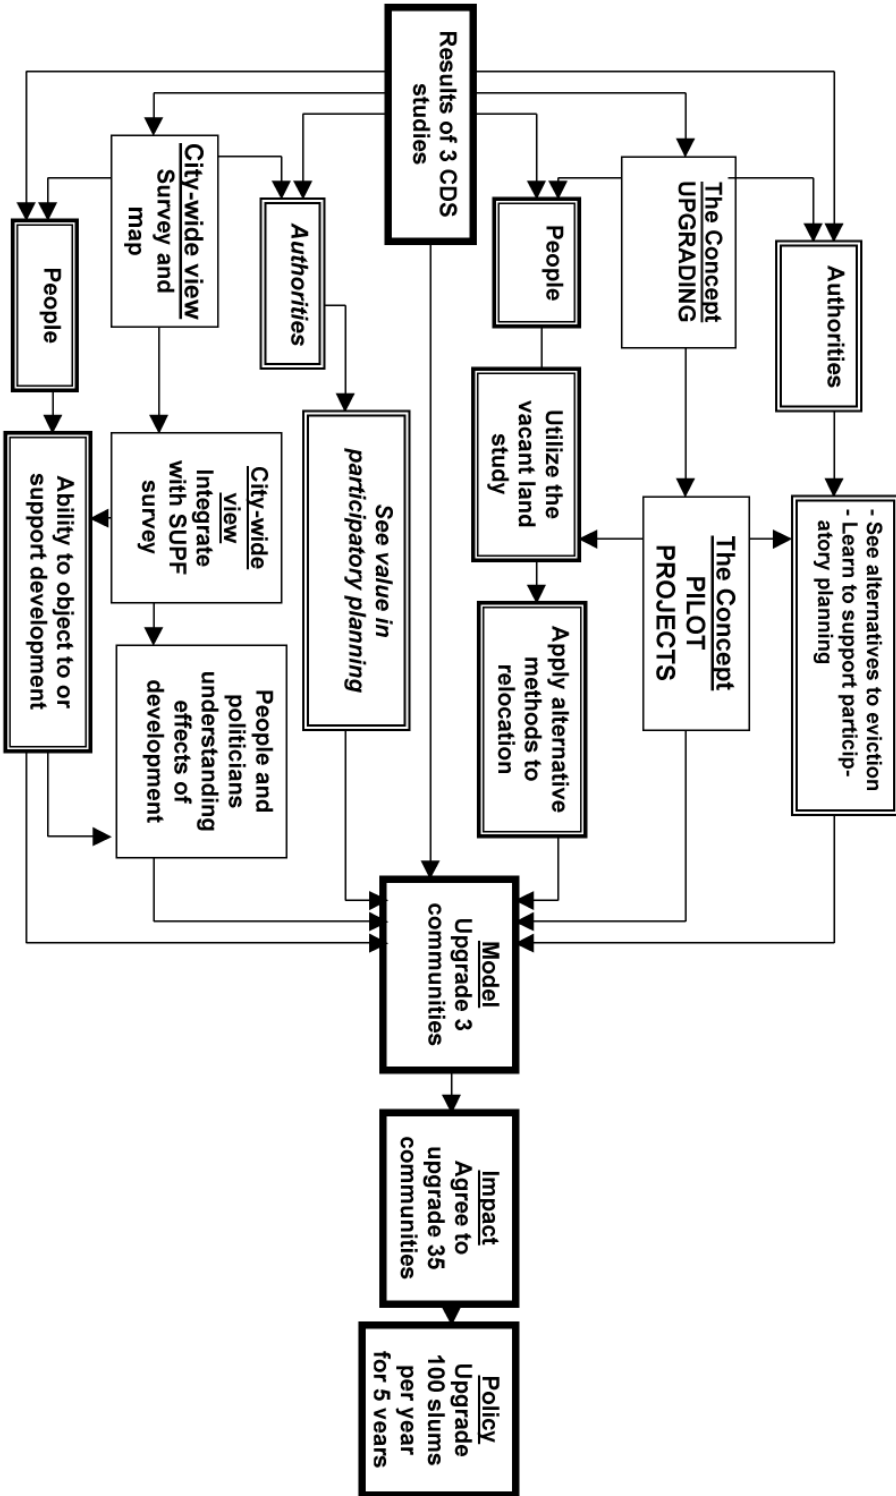 Results of 3 CDS
studies
Authorities
- See alternatives to eviction
- Learn to support particip-
atory planning
The Concept
UPGRADING
The Concept
PILOT
PROJECTS
People
Utilize the
vacant land
study
Apply alternative
methods to
relocation
Authorities
See value in
participatory planning
City-wide view
Survey and
map
City-wide
view
Integrate
with SUPF
survey
People and
politicians
understanding
effects of
development
People
Ability to object to or
support development
Model
Upgrade 3
communities
Impact
Agree to
upgrade 35
communities
Policy
Upgrade
100 slums
per year
for 5 years